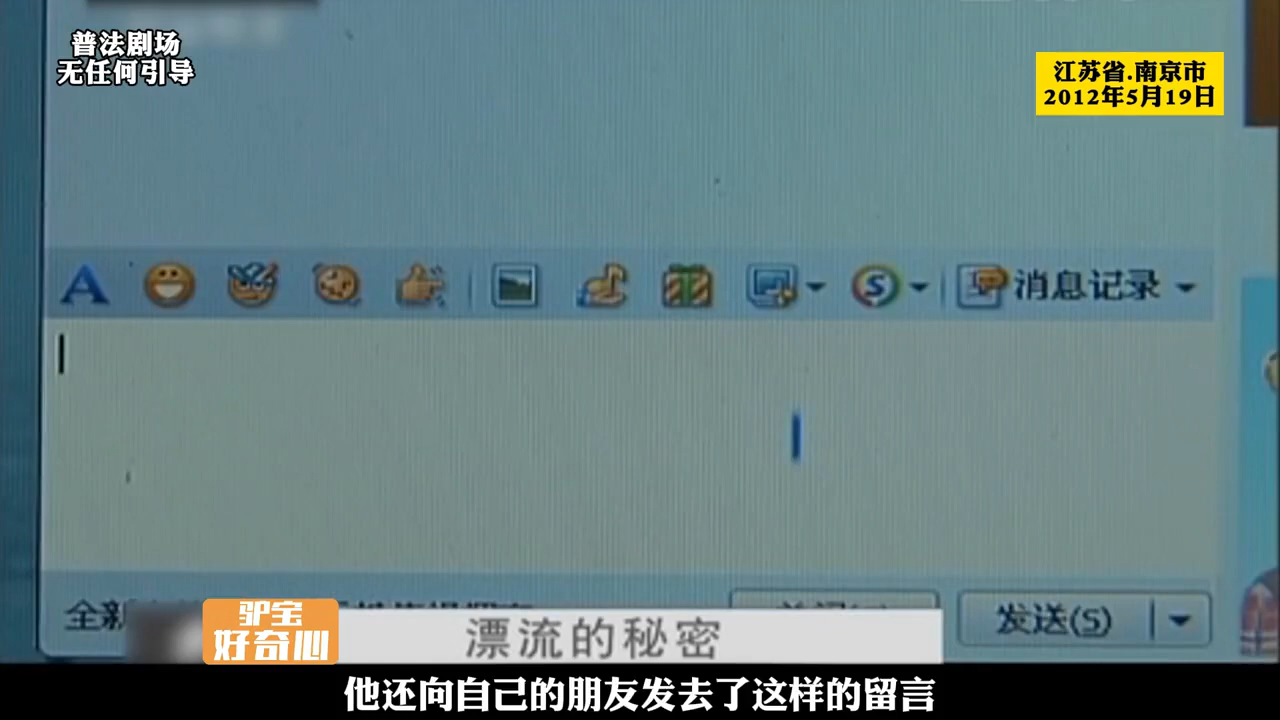 普法剧场
无任何引导
江苏省.南京市
2012年5月19日
消息记录
全新
发送(S)
驴宝
好奇心
漂流的秘密
他还向自己的朋友发去了这样的留言